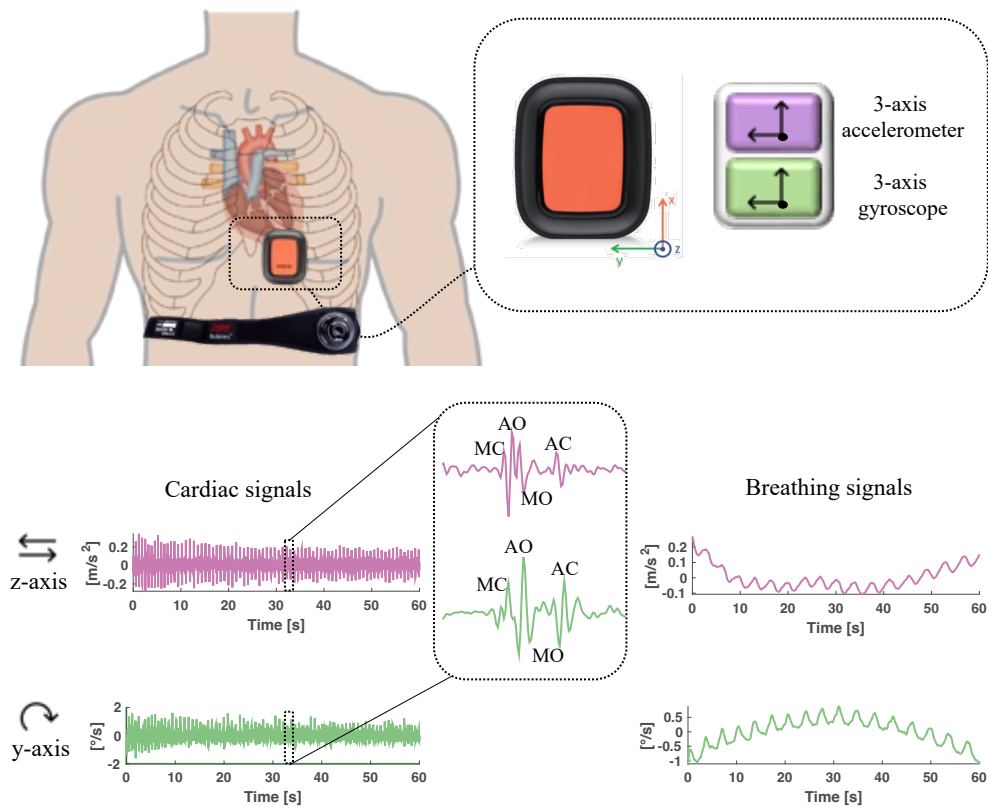 3-axis
accelerometer
3-axis
gyroscope
x
y
z
AO
MC
AC
MO
Cardiac signals
Breathing signals
z-axis
[m/s²]
0.2
0
-0.2
0 10 20 30 40 50 60
Time [s]
AO
MC
AC
MO
[m/s²]
0.2
0.1
0
-0.1
0 10 20 30 40 50 60
Time [s]
y-axis
[°/s]
2
0
-2
0 10 20 30 40 50 60
Time [s]
[°/s]
0.5
0
-0.5
-1
0 10 20 30 40 50 60
Time [s]